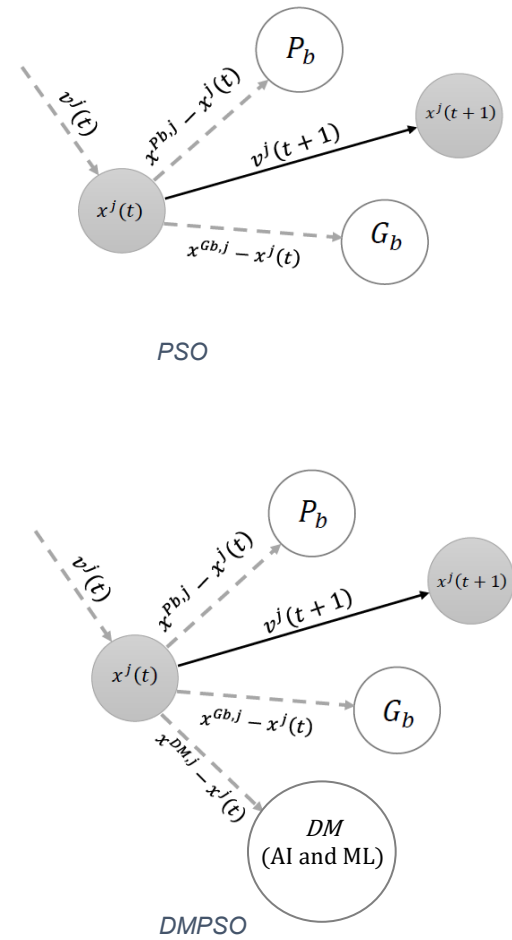 P_b
v^j(t)
x^{Pb,j} − x^j(t)
x^j(t+1)
v^j(t+1)
x^j(t)
x^{Gb,j} − x^j(t)
G_b
PSO
P_b
v^j(t)
x^{Pb,j} − x^j(t)
x^j(t+1)
v^j(t+1)
x^j(t)
x^{Gb,j} − x^j(t)
G_b
x^{DM,j} − x^j(t)
DM
(AI and ML)
DMPSO